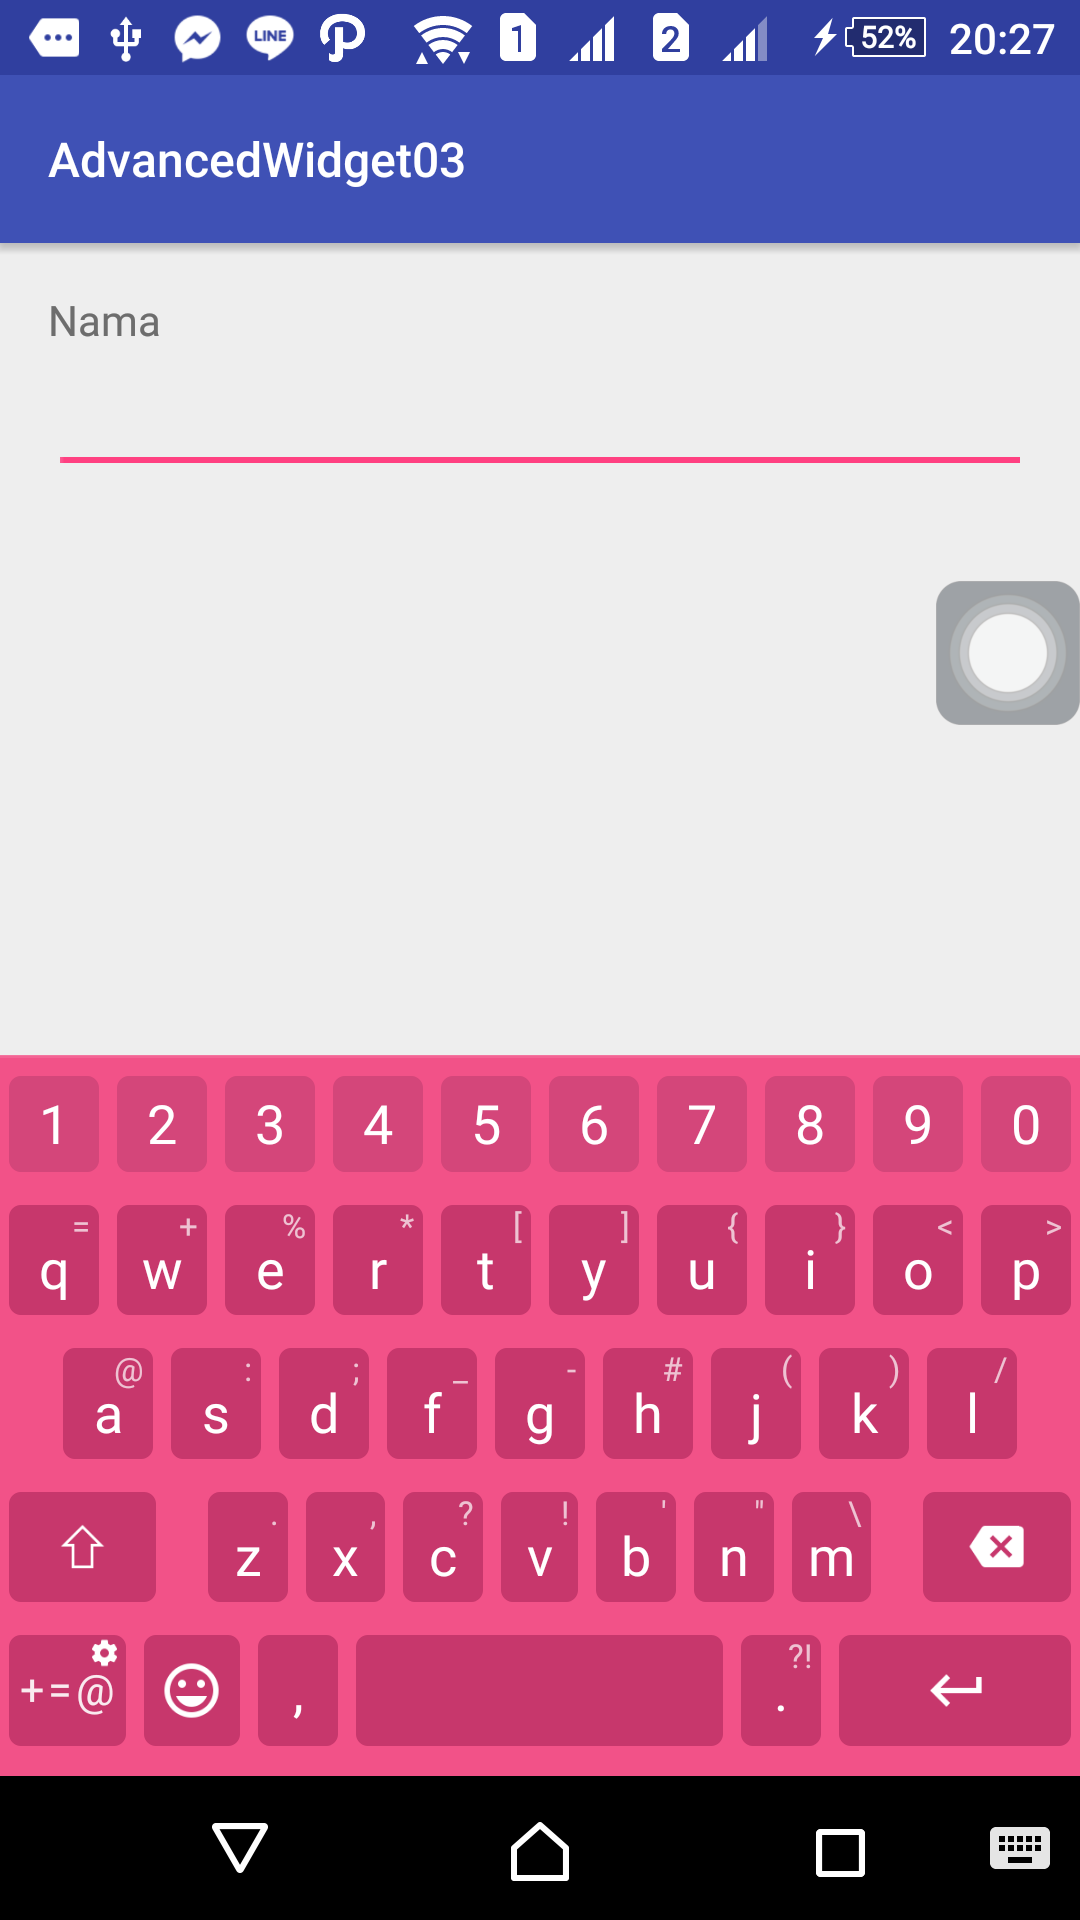 LINE 1 2 52% 20:27
AdvancedWidget03
Nama
1 2 3 4 5 6 7 8 9 0
= + % * [ ] { } < >
q w e r t y u i o p
@ : ; _ - # ( ) /
a s d f g h j k l
. , ? ! ' " \
z x c v b n m
?!
+=@ , .